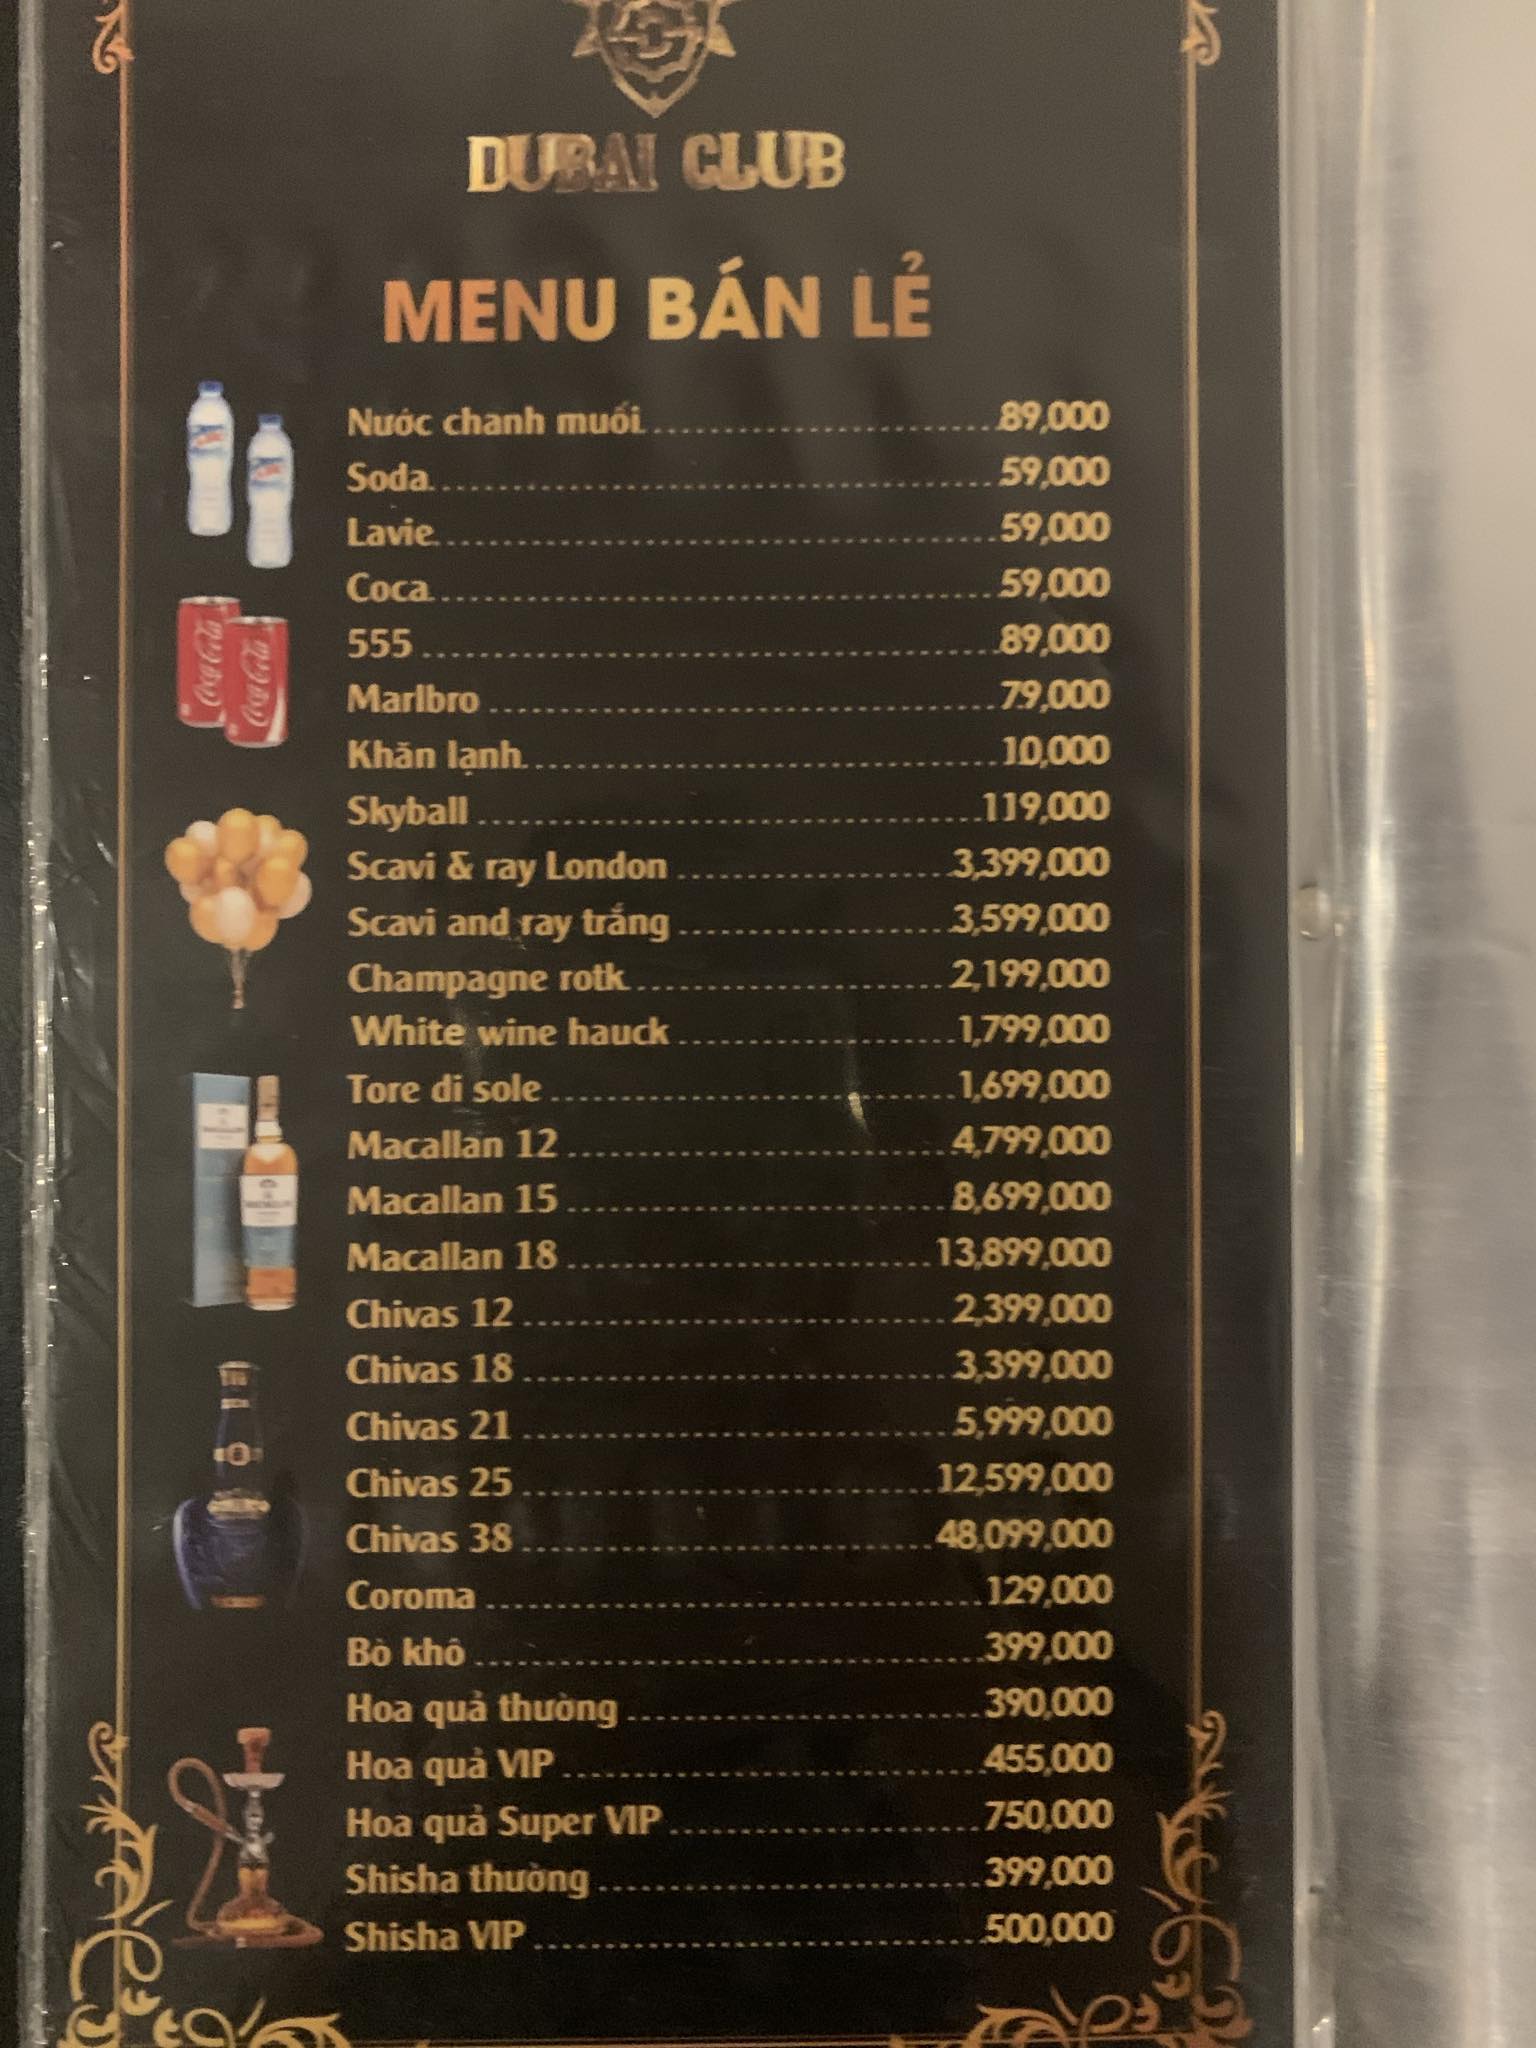 DUBAI CLUB
MENU BÁN LẺ
Nước chanh muối 89,000
Soda 59,000
Lavie 59,000
Coca 59,000
555 89,000
Marlbro 79,000
Khăn lạnh 10,000
Skyball 119,000
Scavi & ray London 3,399,000
Scavi and ray trắng 3,599,000
Champagne rotk 2,199,000
White wine hauck 1,799,000
Tore di sole 1,699,000
Macallan 12 4,799,000
Macallan 15 8,699,000
Macallan 18 13,899,000
Chivas 12 2,399,000
Chivas 18 3,399,000
Chivas 21 5,999,000
Chivas 25 12,599,000
Chivas 38 48,099,000
Coroma 129,000
Bò khô 399,000
Hoa quả thường 390,000
Hoa quả VIP 455,000
Hoa quả Super VIP 750,000
Shisha thường 399,000
Shisha VIP 500,000
Coca-Cola
Coca-Cola